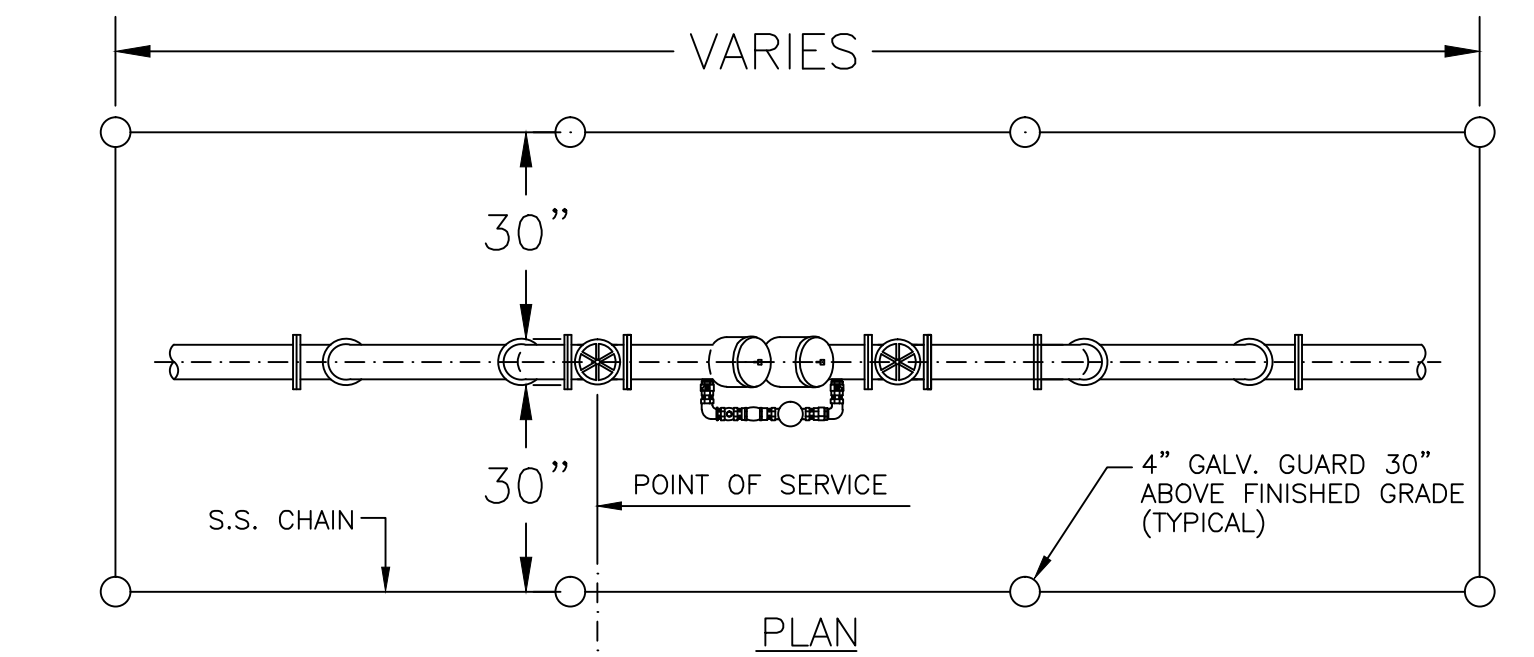 VARIES
30”
30”
POINT OF SERVICE
S.S. CHAIN
4” GALV. GUARD 30”
ABOVE FINISHED GRADE
(TYPICAL)
PLAN